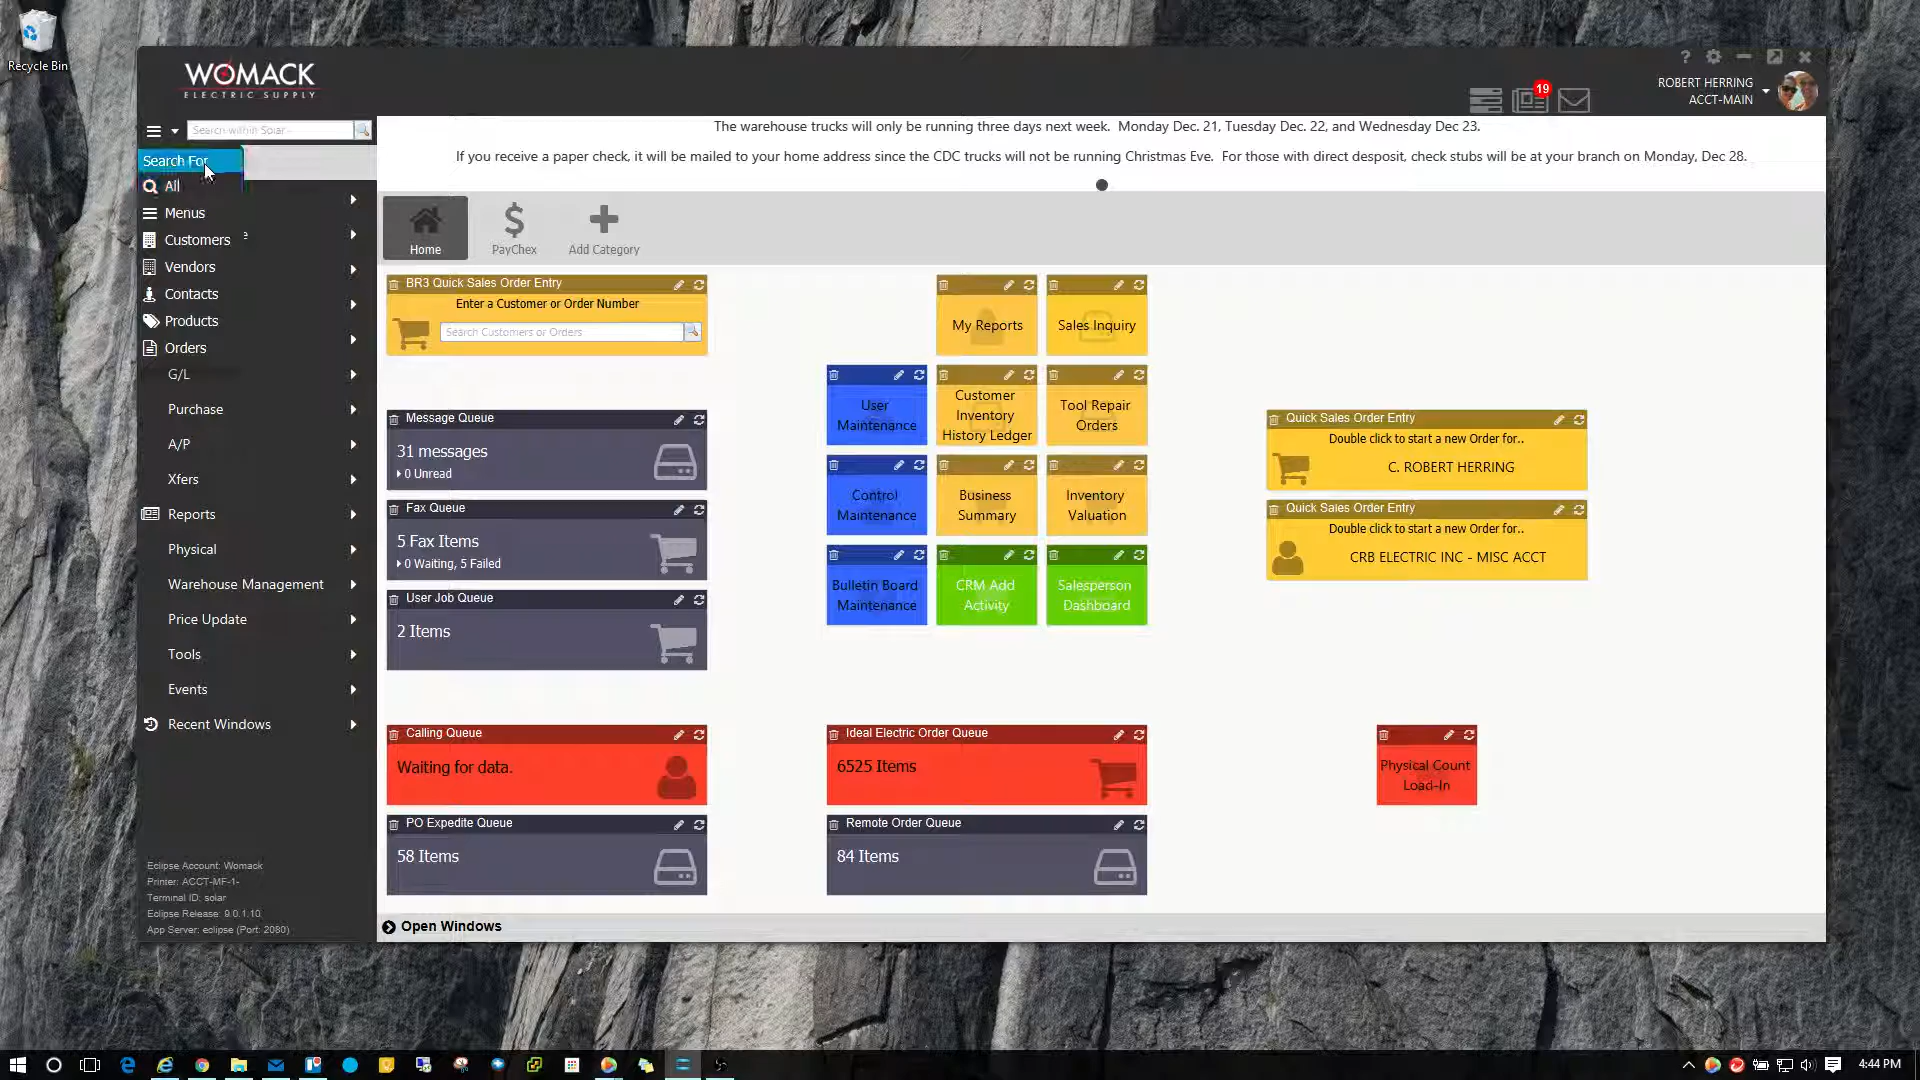 Recycle Bin
WOMACK
ELECTRIC SUPPLY
19
ROBERT HERRING
ACCT-MAIN
Search within Solar
The warehouse trucks will only be running three days next week. Monday Dec. 21, Tuesday Dec. 22, and Wednesday Dec 23.
If you receive a paper check, it will be mailed to your home address since the CDC trucks will not be running Christmas Eve. For those with direct desposit, check stubs will be at your branch on Monday, Dec 28.
Search For
All
Menus
Customers
Vendors
Contacts
Products
Orders
G/L
Purchase
A/P
Xfers
Reports
Physical
Warehouse Management
Price Update
Tools
Events
Recent Windows
Eclipse Account: Womack
Printer: ACCT-MF-1-
Terminal ID: solar
Eclipse Release: 9.0.1.10
App Server: eclipse (Port: 2080)
Home
PayChex
Add Category
BR3 Quick Sales Order Entry
Enter a Customer or Order Number
Search Customers or Orders
Message Queue
31 messages
0 Unread
Fax Queue
5 Fax Items
0 Waiting, 5 Failed
User Job Queue
2 Items
Calling Queue
Waiting for data.
PO Expedite Queue
58 Items
My Reports
Sales Inquiry
User
Maintenance
Customer
Inventory
History Ledger
Tool Repair
Orders
Control
Maintenance
Business
Summary
Inventory
Valuation
Bulletin Board
Maintenance
CRM Add
Activity
Salesperson
Dashboard
Ideal Electric Order Queue
6525 Items
Remote Order Queue
84 Items
Quick Sales Order Entry
Double click to start a new Order for..
C. ROBERT HERRING
Quick Sales Order Entry
Double click to start a new Order for..
CRB ELECTRIC INC - MISC ACCT
Physical Count
Load-In
Open Windows
4:44 PM